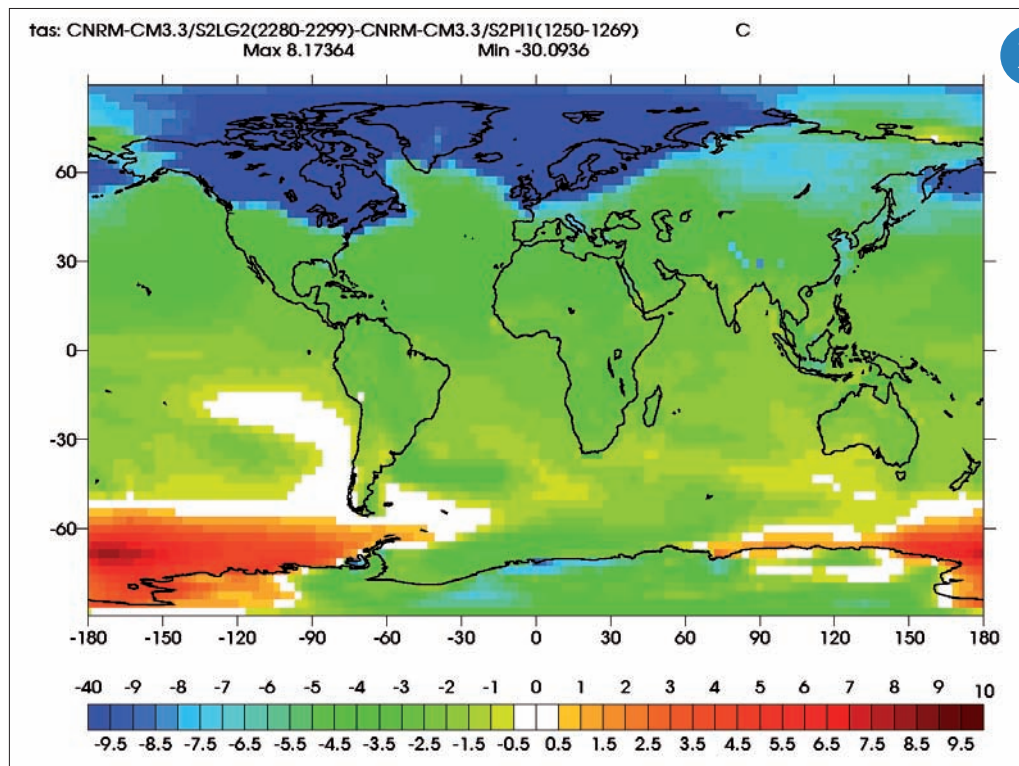 tas: CNRM-CM3.3/S2LG2(2280-2299)-CNRM-CM3.3/S2PI1(1250-1269) C
Max 8.17364 Min -30.0936
60
30
0
-30
-60
-180 -150 -120 -90 -60 -30 0 30 60 90 120 150 180
-40 -9 -8 -7 -6 -5 -4 -3 -2 -1 0 1 2 3 4 5 6 7 8 9 10
-9.5 -8.5 -7.5 -6.5 -5.5 -4.5 -3.5 -2.5 -1.5 -0.5 0.5 1.5 2.5 3.5 4.5 5.5 6.5 7.5 8.5 9.5